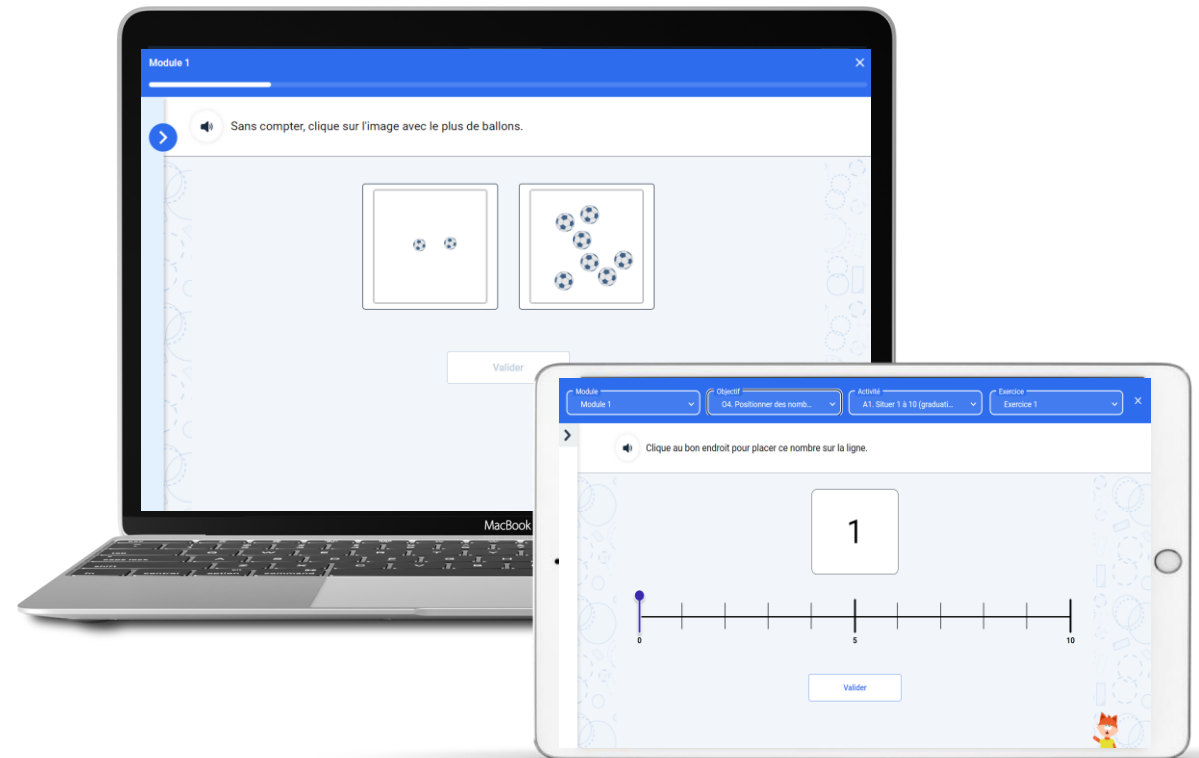 Module 1
Sans compter, clique sur l'image avec le plus de ballons.
Valider
MacBook
Module
Module 1
Objectif
O4. Positionner des nomb...
Activité
A1. Situer 1 à 10 (graduati...
Exercice
Exercice 1
Clique au bon endroit pour placer ce nombre sur la ligne.
1
0
5
10
Valider